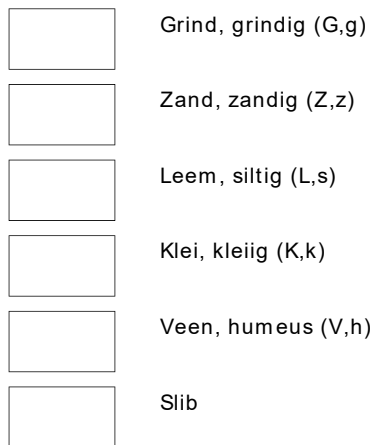 Grind, grindig (G,g)
Zand, zandig (Z,z)
Leem, siltig (L,s)
Klei, kleiig (K,k)
Veen, humeus (V,h)
Slib